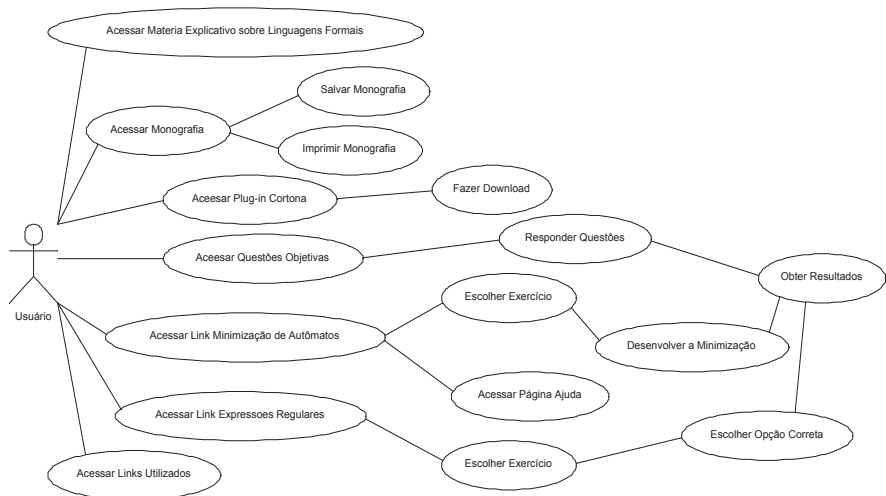 Acessar Materia Explicativo sobre Linguagens Formais
Salvar Monografia
Acessar Monografia
Imprimir Monografia
Fazer Download
Aceesar Plug-in Cortona
Responder Questões
Aceesar Questões Objetivas
Obter Resultados
Escolher Exercício
Usuário
Acessar Link Minimização de Autômatos
Desenvolver a Minimização
Acessar Página Ajuda
Acessar Link Expressoes Regulares
Escolher Opção Correta
Escolher Exercício
Acessar Links Utilizados